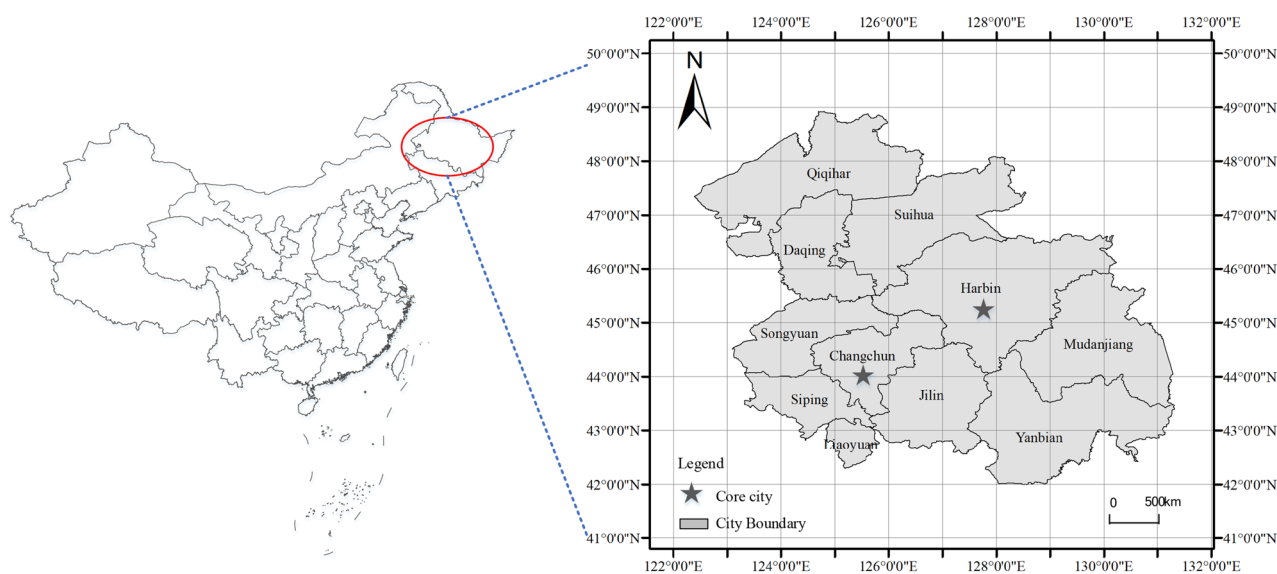 122°0'0"E 124°0'0"E 126°0'0"E 128°0'0"E 130°0'0"E 132°0'0"E
50°0'0"N 50°0'0"N
N
49°0'0"N 49°0'0"N
48°0'0"N 48°0'0"N
Qiqihar
47°0'0"N Suihua 47°0'0"N
Daqing
46°0'0"N 46°0'0"N
Harbin
45°0'0"N 45°0'0"N
Songyuan
Mudanjiang
Changchun
44°0'0"N 44°0'0"N
Siping Jilin
43°0'0"N 43°0'0"N
Liaoyuan Yanbian
Legend
42°0'0"N 42°0'0"N
Core city 0 500km
City Boundary
41°0'0"N 41°0'0"N
122°0'0"E 124°0'0"E 126°0'0"E 128°0'0"E 130°0'0"E 132°0'0"E